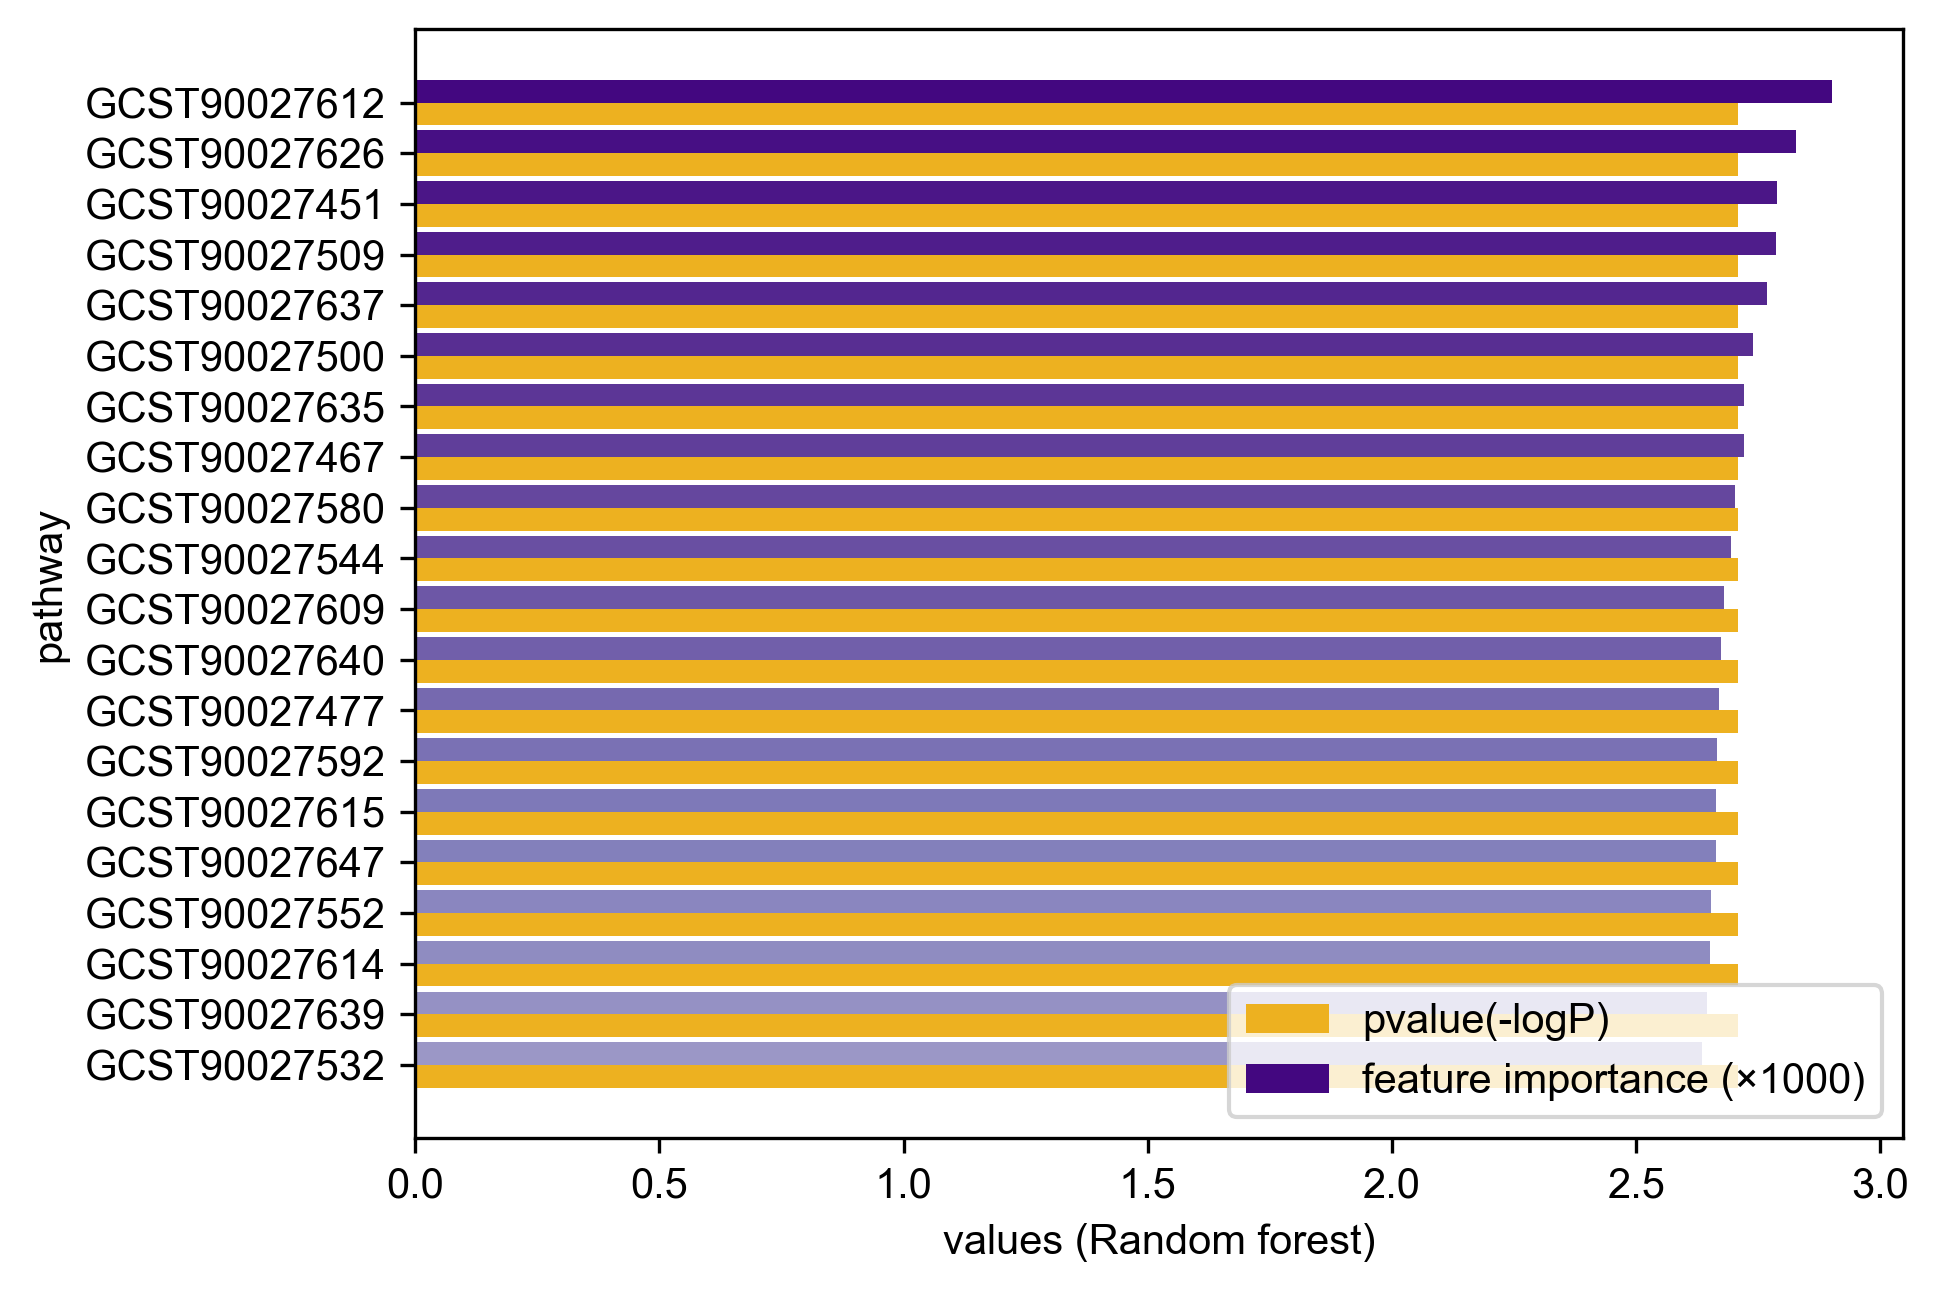 GCST90027612
GCST90027626
GCST90027451
GCST90027509
GCST90027637
GCST90027500
GCST90027635
GCST90027467
GCST90027580
GCST90027544
GCST90027609
GCST90027640
GCST90027477
GCST90027592
GCST90027615
GCST90027647
GCST90027552
GCST90027614
GCST90027639
GCST90027532
pathway
pvalue(-logP)
feature importance (×1000)
0.0 0.5 1.0 1.5 2.0 2.5 3.0
values (Random forest)